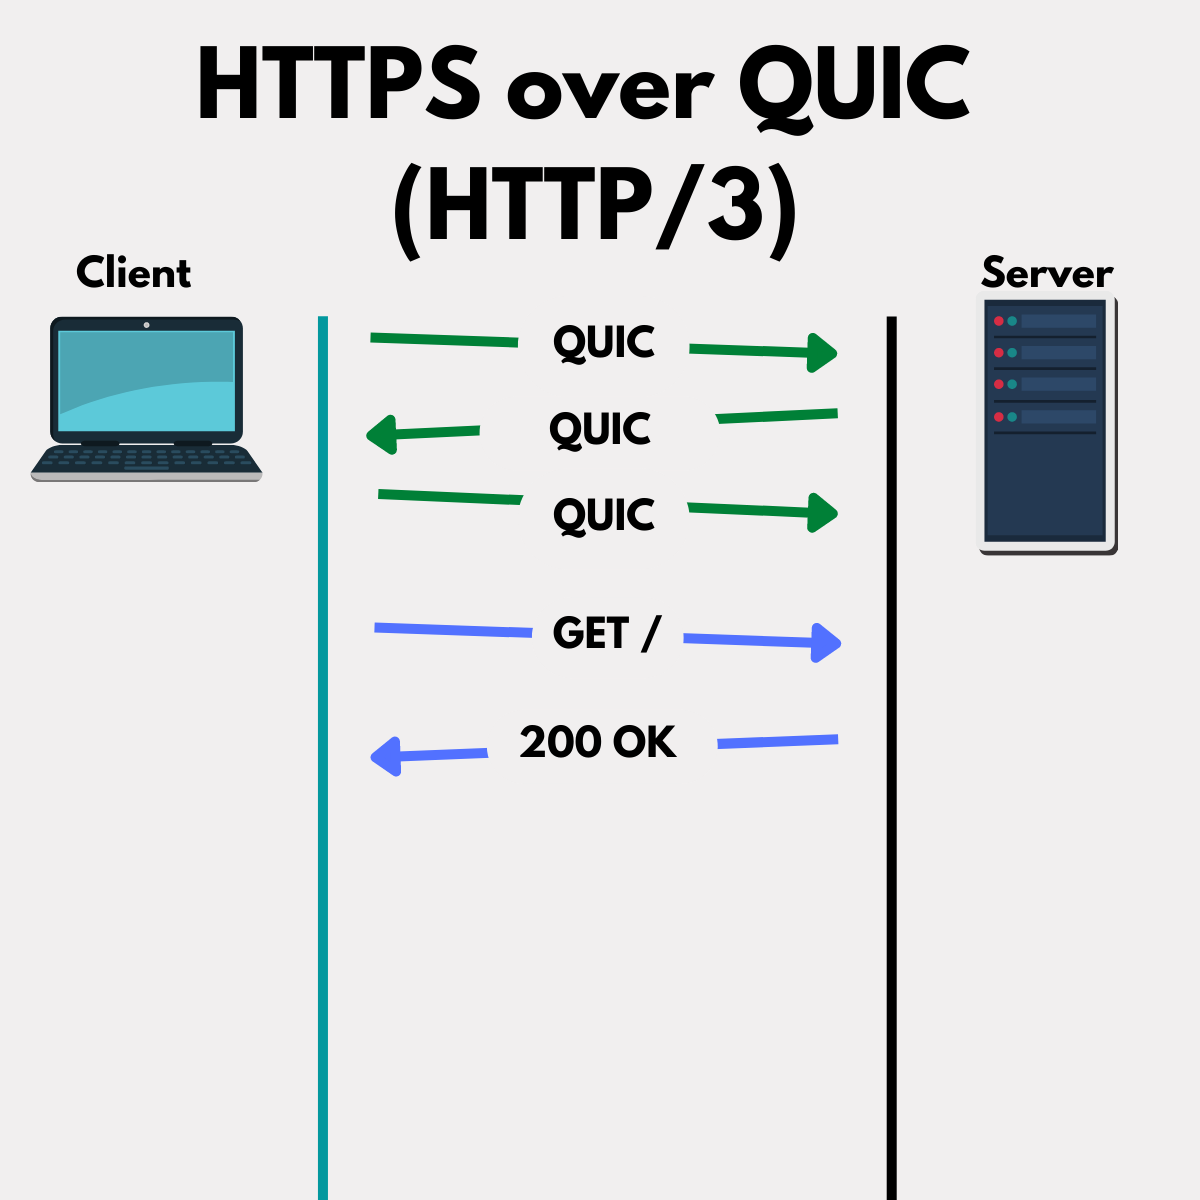 HTTPS over QUIC
(HTTP/3)
Client
Server
QUIC
QUIC
QUIC
GET /
200 OK